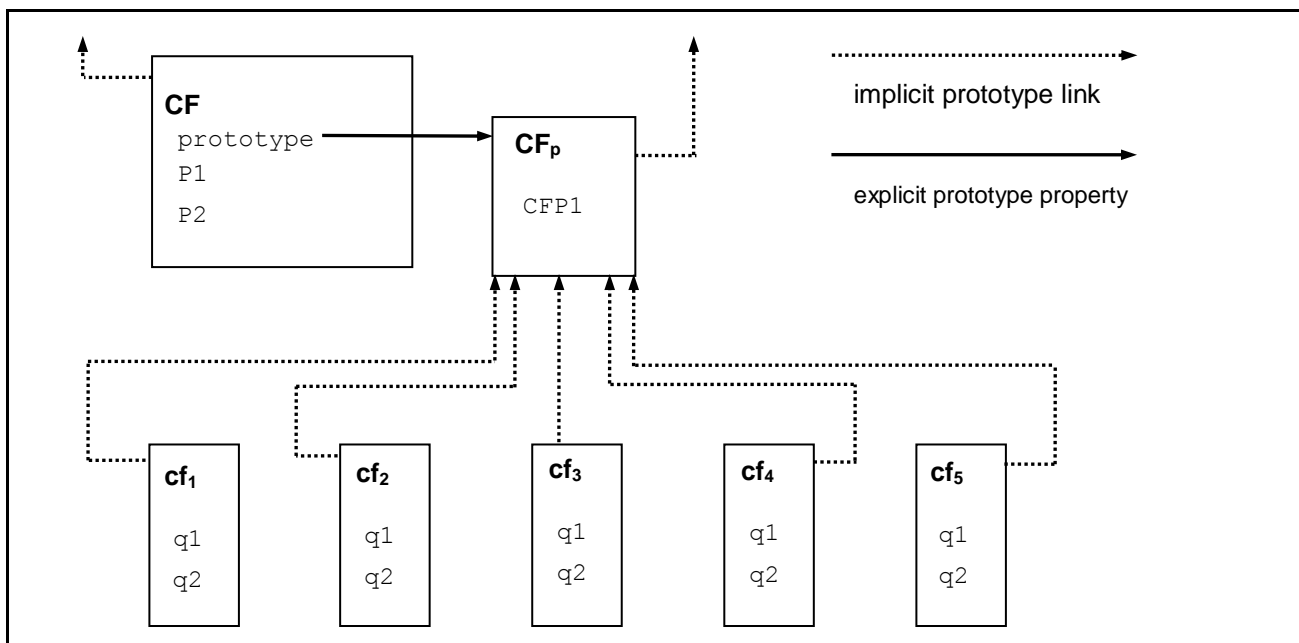 CF
prototype
P1
P2
CFp
CFP1
implicit prototype link
explicit prototype property
cf1
q1
q2
cf2
q1
q2
cf3
q1
q2
cf4
q1
q2
cf5
q1
q2